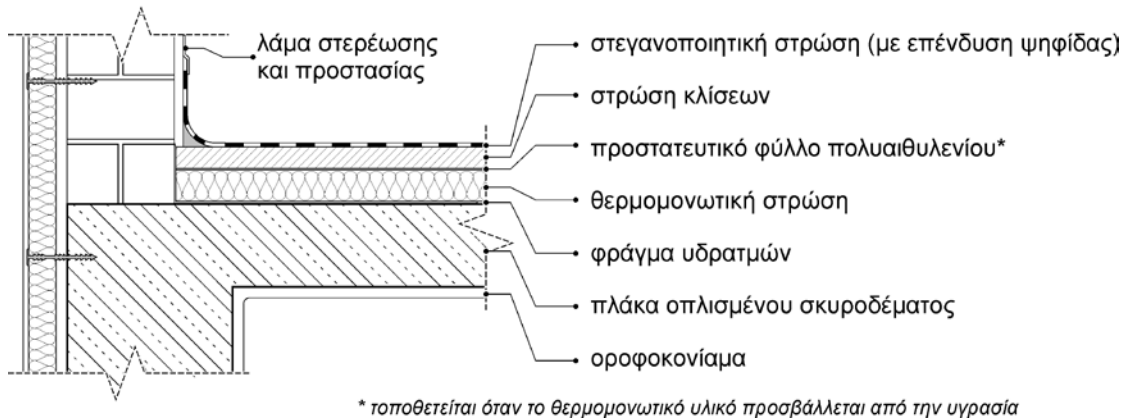 λάμα στερέωσης
και προστασίας
στεγανοποιητική στρώση (με επένδυση ψηφίδας)
στρώση κλίσεων
προστατευτικό φύλλο πολυαιθυλενίου*
θερμομονωτική στρώση
φράγμα υδρατμών
πλάκα οπλισμένου σκυροδέματος
οροφοκονίαμα
* τοποθετείται όταν το θερμομονωτικό υλικό προσβάλλεται από την υγρασία